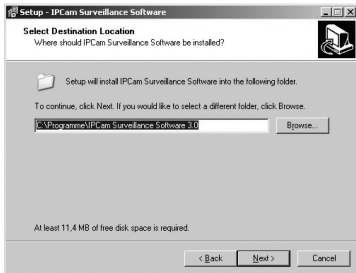 Setup - IPCam Surveillance Software
Select Destination Location
Where should IPCam Surveillance Software be installed?
Setup will install IPCam Surveillance Software into the following folder.
To continue, click Next. If you would like to select a different folder, click Browse.
C:\Programme\IPCam Surveillance Software 3.0
Browse...
At least 11,4 MB of free disk space is required.
< Back
Next >
Cancel